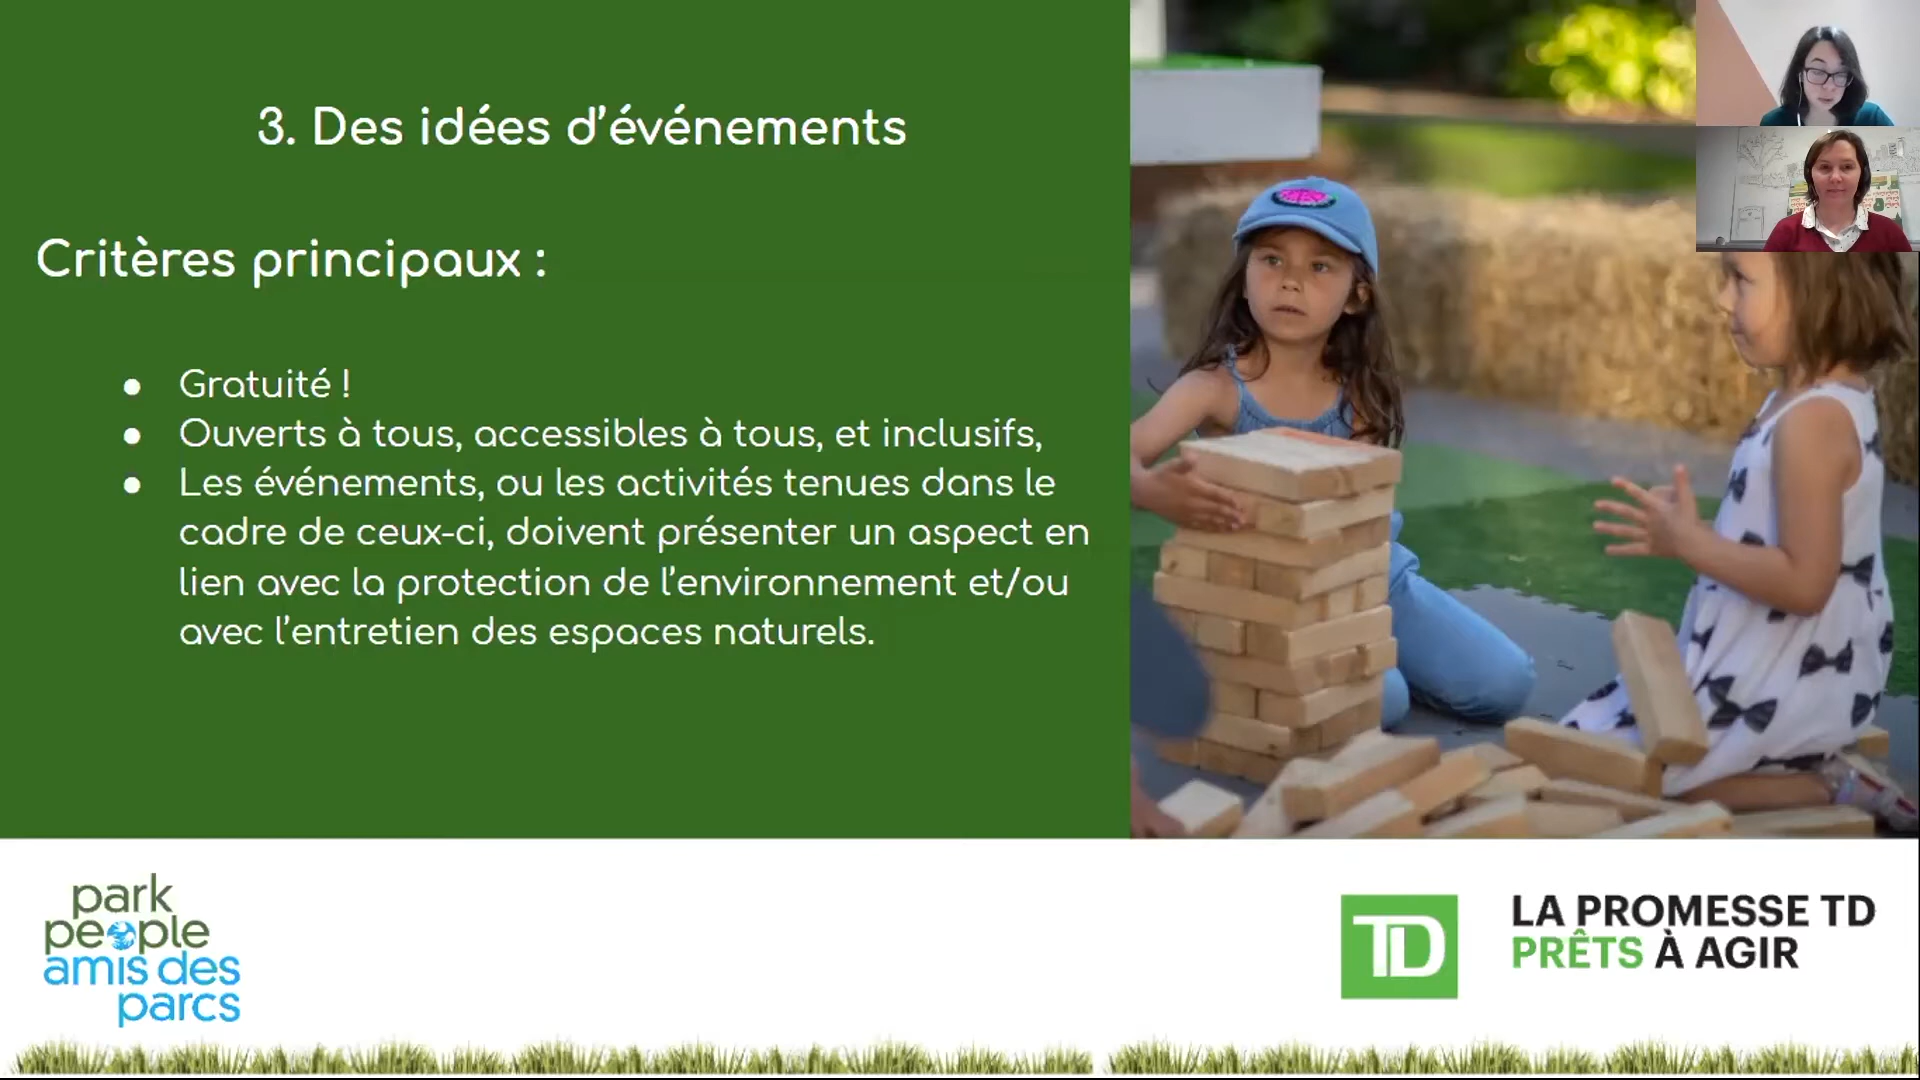 3. Des idées d’événements
Critères principaux :
● Gratuité !
● Ouverts à tous, accessibles à tous, et inclusifs,
● Les événements, ou les activités tenues dans le
cadre de ceux-ci, doivent présenter un aspect en
lien avec la protection de l’environnement et/ou
avec l’entretien des espaces naturels.
park
people
amis des
parcs
TD
LA PROMESSE TD
PRÊTS À AGIR